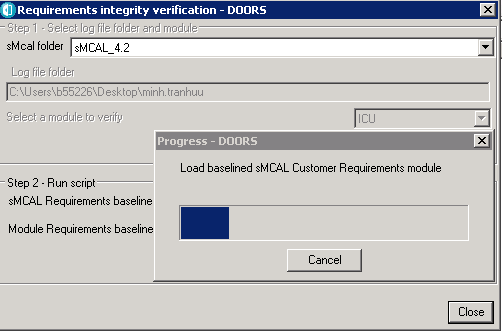 Requirements integrity verification - DOORS
Step 1 - Select log file folder and module
sMcal folder
sMCAL_4.2
Log file folder
C:\Users\b55226\Desktop\minh.tranhuu
Select a module to verify
ICU
Progress - DOORS
Load baselined sMCAL Customer Requirements module
Step 2 - Run script
sMCAL Requirements baseline
Module Requirements baseline
Cancel
Close